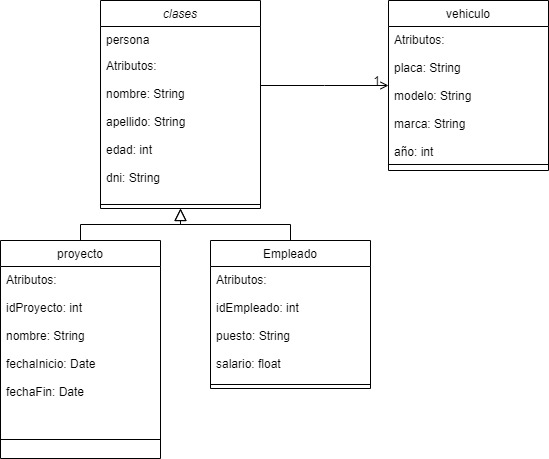 clases
persona
Atributos:
nombre: String
apellido: String
edad: int
dni: String
1
vehiculo
Atributos:
placa: String
modelo: String
marca: String
año: int
proyecto
Atributos:
idProyecto: int
nombre: String
fechaInicio: Date
fechaFin: Date
Empleado
Atributos:
idEmpleado: int
puesto: String
salario: float